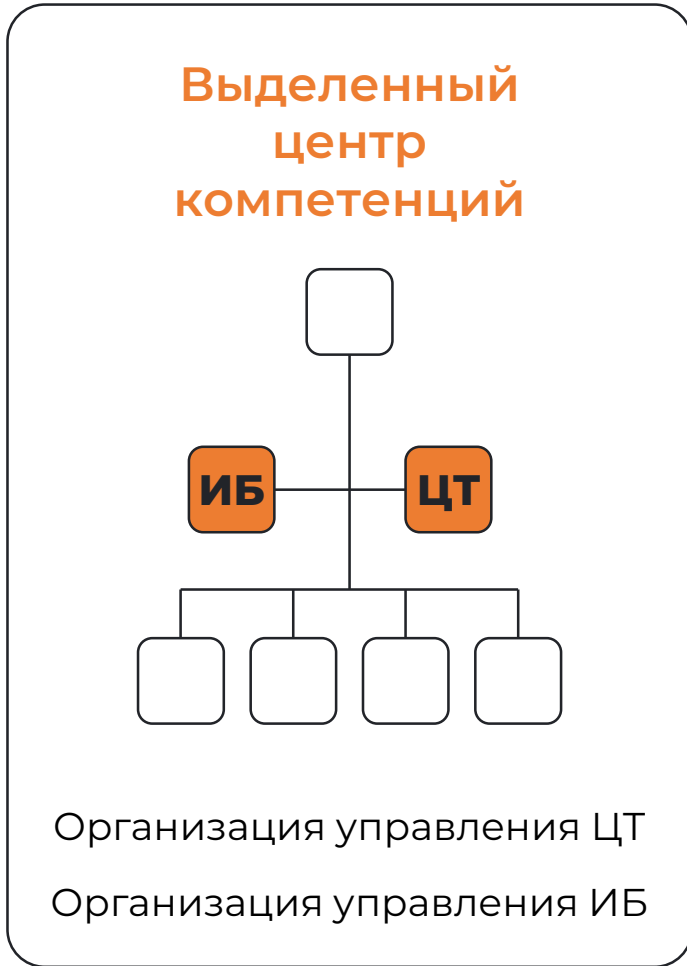 Выделенный
центр
компетенций
ИБ
ЦТ
Организация управления ЦТ
Организация управления ИБ